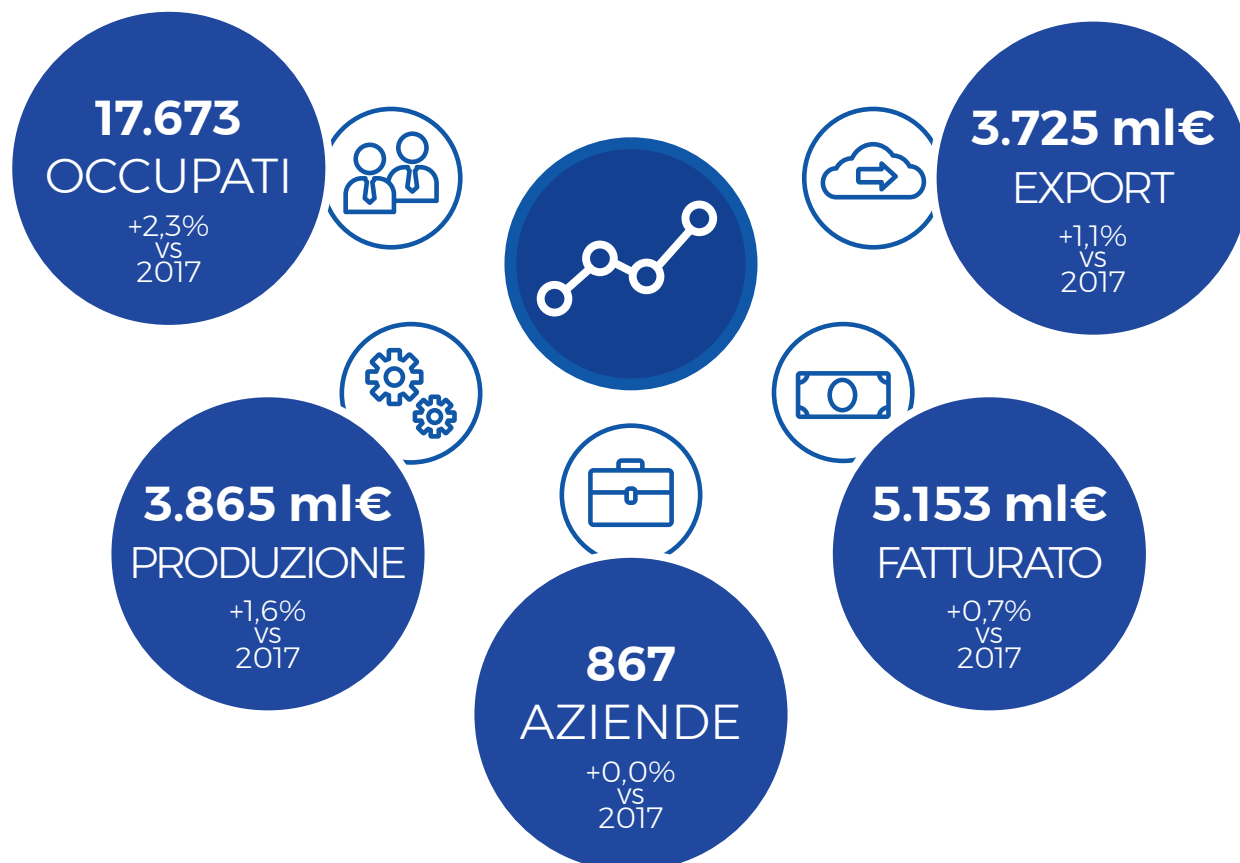 17.673
OCCUPATI
+2,3%
vs
2017
3.725 ml€
EXPORT
+1,1%
vs
2017
3.865 ml€
PRODUZIONE
+1,6%
vs
2017
5.153 ml€
FATTURATO
+0,7%
vs
2017
867
AZIENDE
+0,0%
vs
2017